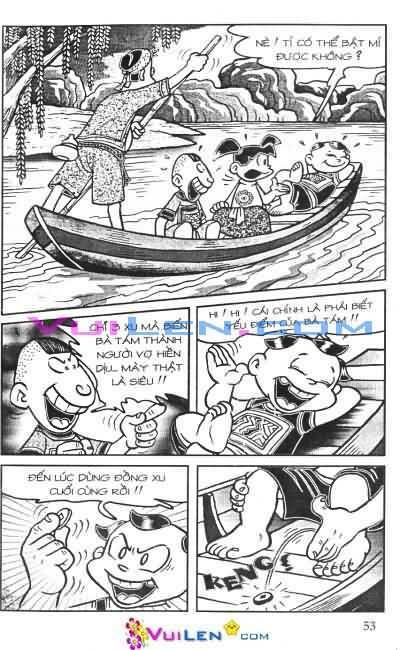 NÈ ! TÍ CÓ THỂ BẬT MÍ
ĐƯỢC KHÔNG ?
CHỈ 3 XU MÀ BIẾN
BÀ TÁM THÀNH
NGƯỜI VỢ HIỀN
DỊU... MÀY THẬT
LÀ SIÊU !!
HI ! HI ! CÁI CHÍNH LÀ PHẢI BIẾT
YẾU ĐIỂM CỦA BÀ TÁM !!
VUILEN.COM
ĐẾN LÚC DÙNG ĐỒNG XU
CUỐI CÙNG RỒI !!
KENG !
53
VUILEN.COM